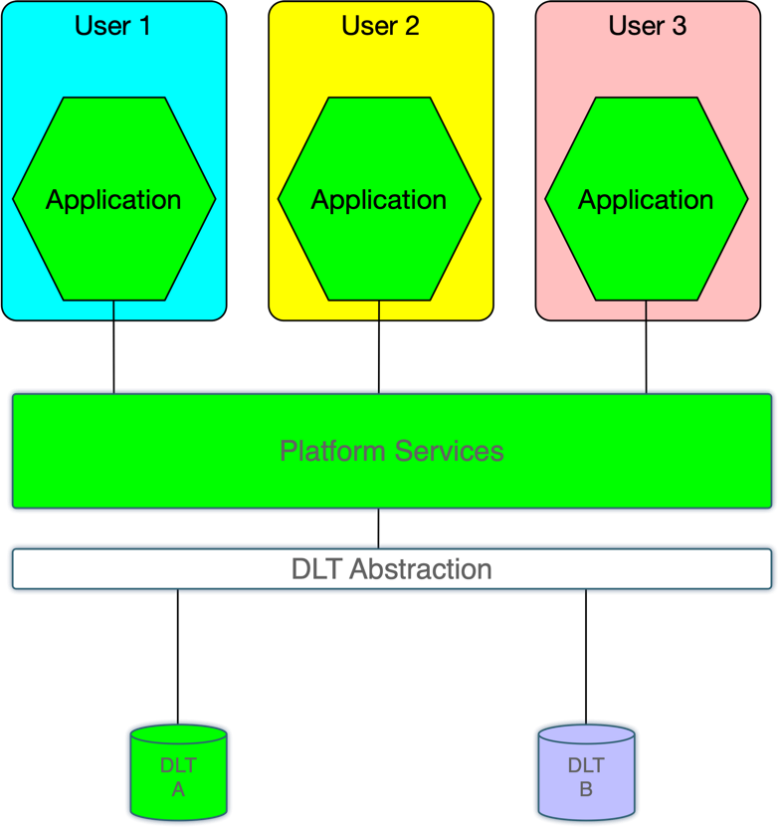 User 1
User 2
User 3
Application
Application
Application
Platform Services
DLT Abstraction
DLT
A
DLT
B